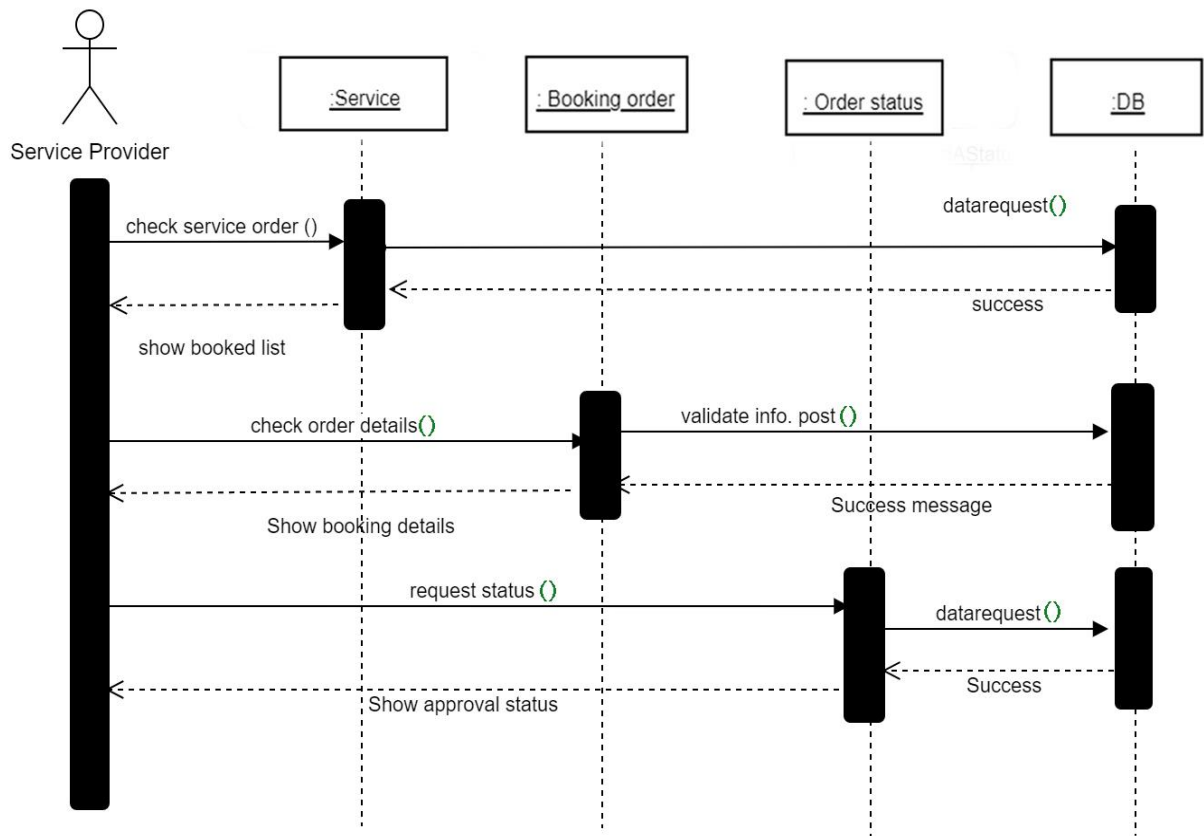 :Service
: Booking order
: Order status
:DB
Service Provider
check service order ()
datarequest()
success
show booked list
check order details()
validate info. post()
Success message
Show booking details
request status ()
datarequest()
Success
Show approval status